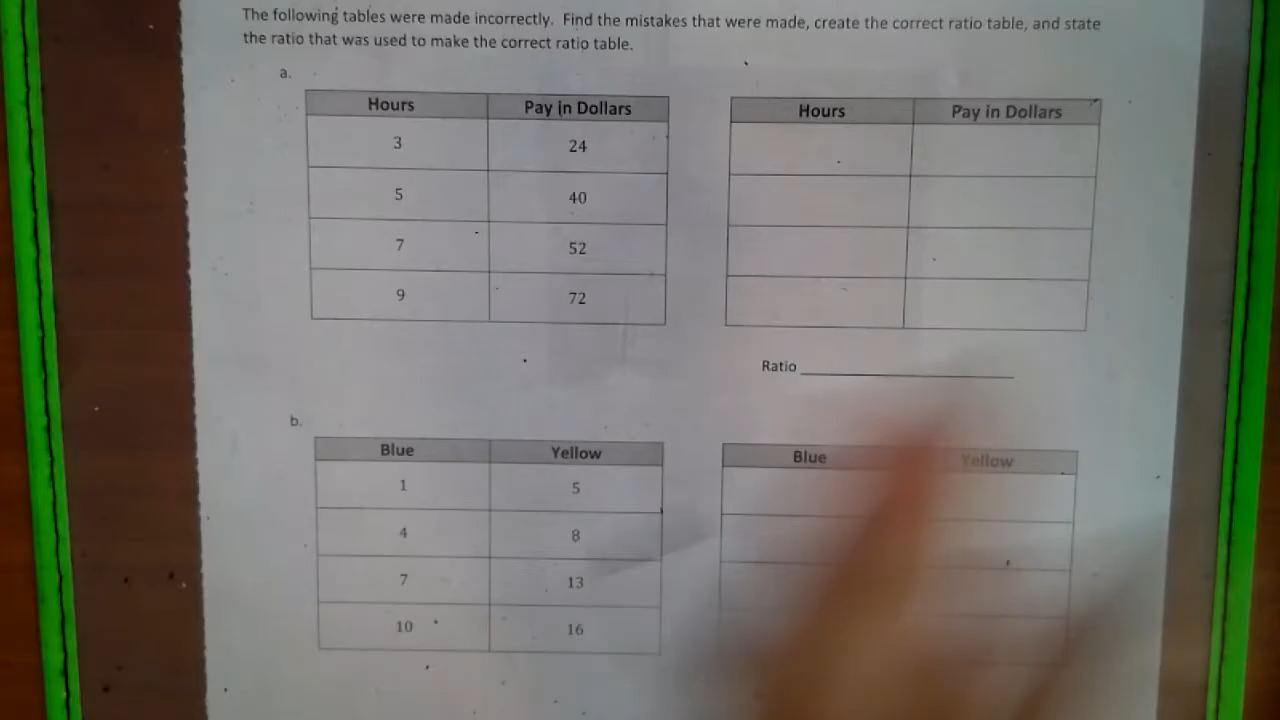 The following tables were made incorrectly. Find the mistakes that were made, create the correct ratio table, and state
the ratio that was used to make the correct ratio table.
a.
Hours Pay in Dollars
3 24
5 40
7 52
9 72
Hours Pay in Dollars
Ratio
b.
Blue Yellow
1 5
4 8
7 13
10 16
Blue Yellow